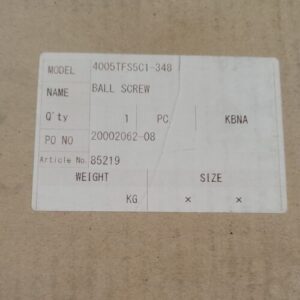 MODEL 4005TFS5C1-348
NAME BALL SCREW
Q'ty 1 PC. KBNA
PO NO 20002062-08
Article No. 85219
WEIGHT SIZE
KG × ×